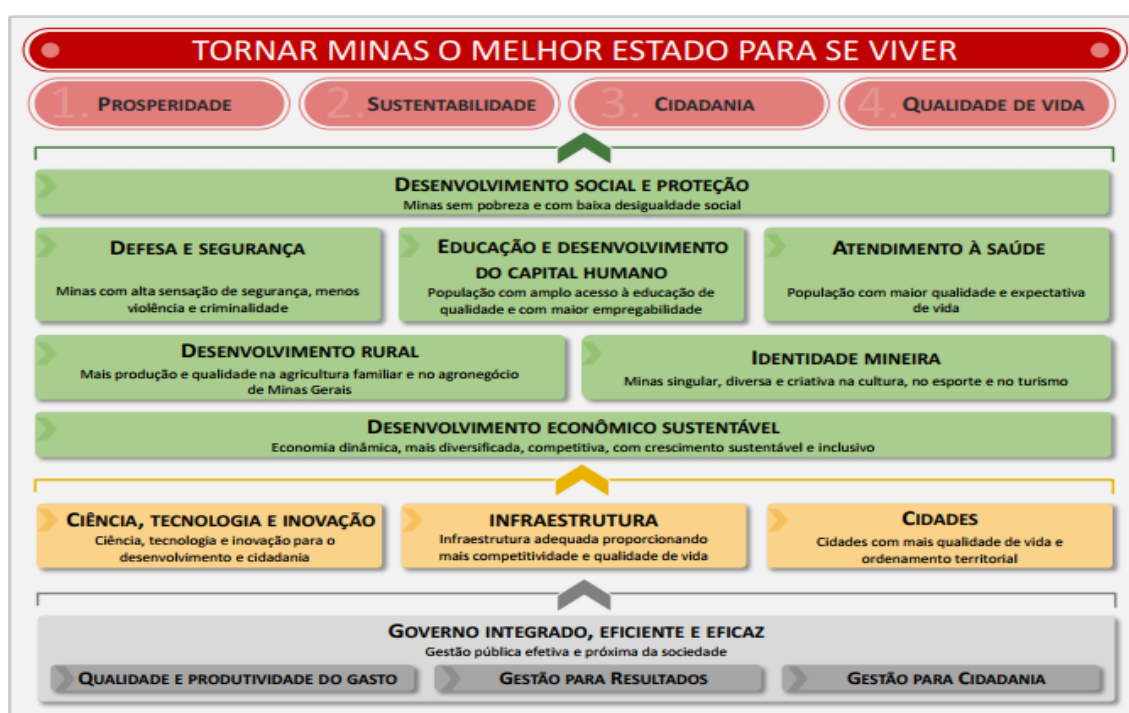 TORNAR MINAS O MELHOR ESTADO PARA SE VIVER
1. PROSPERIDADE
2. SUSTENTABILIDADE
3. CIDADANIA
4. QUALIDADE DE VIDA
DESENVOLVIMENTO SOCIAL E PROTEÇÃO
Minas sem pobreza e com baixa desigualdade social
DEFESA E SEGURANÇA
Minas com alta sensação de segurança, menos
violência e criminalidade
EDUCAÇÃO E DESENVOLVIMENTO
DO CAPITAL HUMANO
População com amplo acesso à educação de
qualidade e com maior empregabilidade
ATENDIMENTO À SAÚDE
População com maior qualidade e expectativa
de vida
DESENVOLVIMENTO RURAL
Mais produção e qualidade na agricultura familiar e no agronegócio
de Minas Gerais
IDENTIDADE MINEIRA
Minas singular, diversa e criativa na cultura, no esporte e no turismo
DESENVOLVIMENTO ECONÔMICO SUSTENTÁVEL
Economia dinâmica, mais diversificada, competitiva, com crescimento sustentável e inclusivo
CIÊNCIA, TECNOLOGIA E INOVAÇÃO
Ciência, tecnologia e inovação para o
desenvolvimento e cidadania
INFRAESTRUTURA
Infraestrutura adequada proporcionando
mais competitividade e qualidade de vida
CIDADES
Cidades com mais qualidade de vida e
ordenamento territorial
GOVERNO INTEGRADO, EFICIENTE E EFICAZ
Gestão pública efetiva e próxima da sociedade
QUALIDADE E PRODUTIVIDADE DO GASTO
GESTÃO PARA RESULTADOS
GESTÃO PARA CIDADANIA